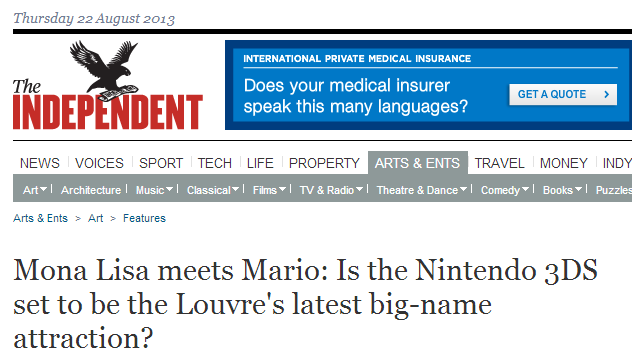 Thursday 22 August 2013
The
INDEPENDENT
INTERNATIONAL PRIVATE MEDICAL INSURANCE
Does your medical insurer
speak this many languages?
GET A QUOTE >
NEWS VOICES SPORT TECH LIFE PROPERTY ARTS & ENTS TRAVEL MONEY INDY
Art Architecture Music Classical Films TV & Radio Theatre & Dance Comedy Books Puzzles
Arts & Ents > Art > Features
Mona Lisa meets Mario: Is the Nintendo 3DS
set to be the Louvre's latest big-name
attraction?